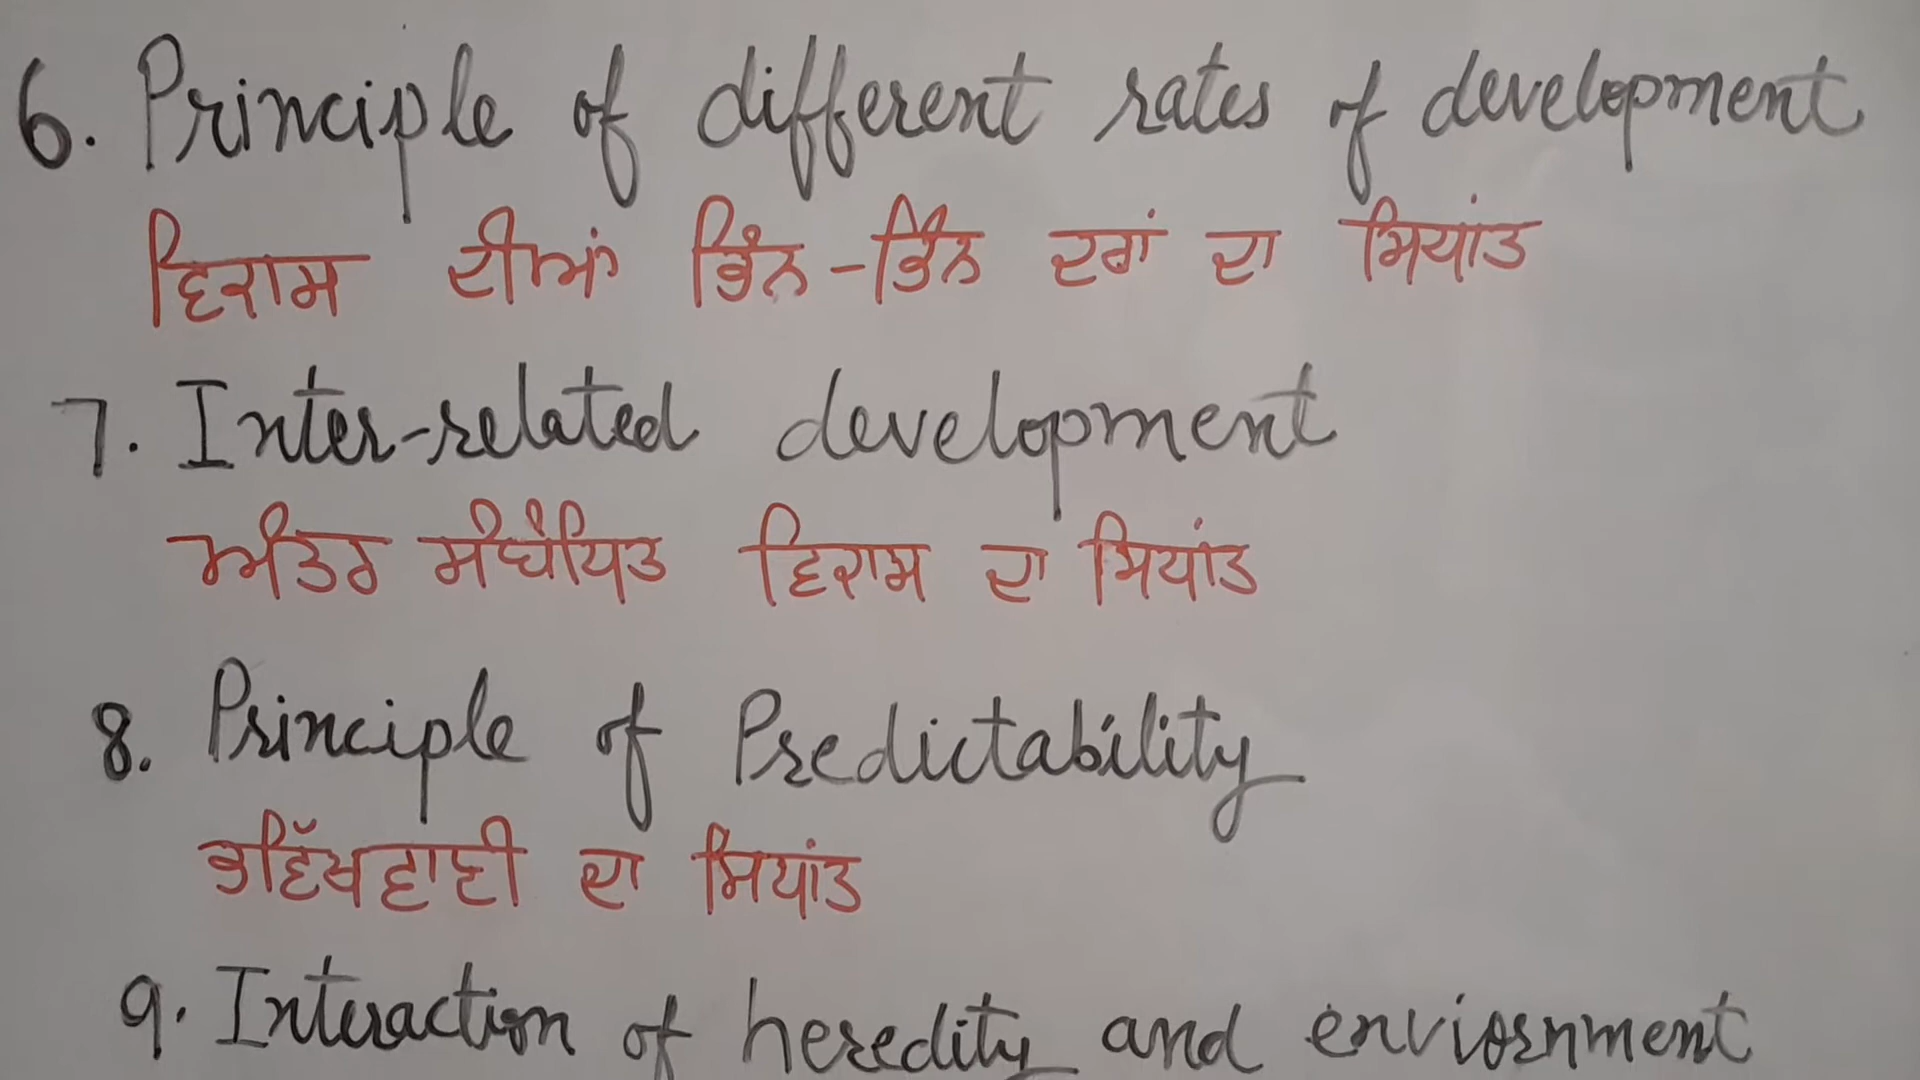 6. Principle of different rates of development
ਵਿਕਾਸ ਦੀਆਂ ਭਿੰਨ-ਭਿੰਨ ਦਰਾਂ ਦਾ ਸਿਧਾਂਤ
7. Inter-related development
ਅੰਤਰ ਸੰਬੰਧਿਤ ਵਿਕਾਸ ਦਾ ਸਿਧਾਂਤ
8. Principle of Predictability
ਭਵਿੱਖਵਾਣੀ ਦਾ ਸਿਧਾਂਤ
9. Interaction of heredity and enviornment